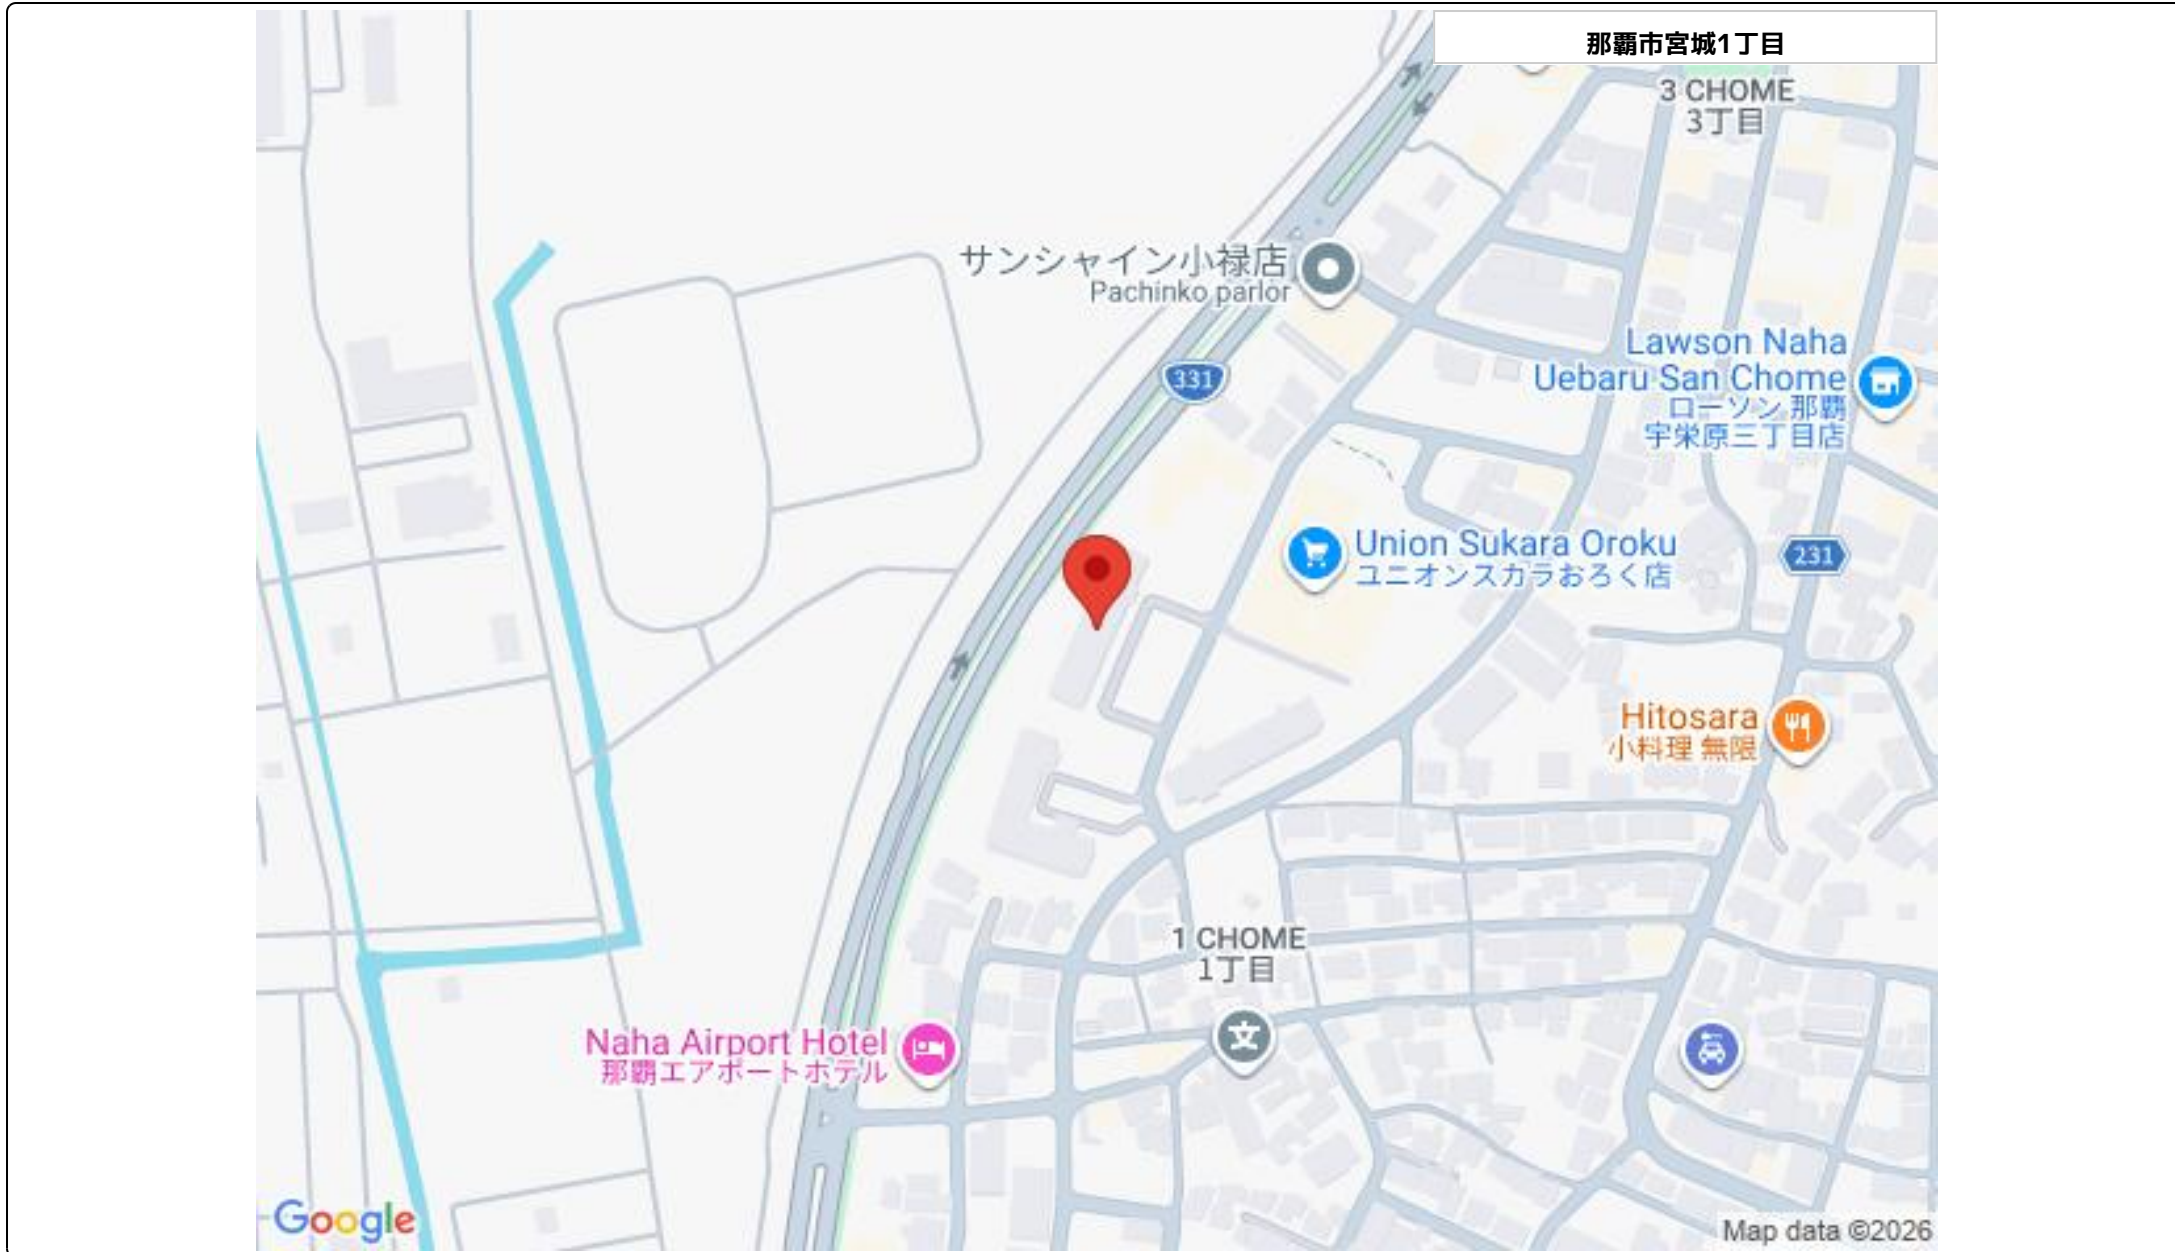 那覇市宮城1丁目
3 CHOME
3丁目
サンシャイン小禄店
Pachinko parlor
331
Lawson Naha
Uebaru San Chome
ローソン 那覇
宇栄原三丁目店
Union Sukara Oroku
ユニオンスカラおろく店
231
Hitosara
小料理 無限
1 CHOME
1丁目
文
Naha Airport Hotel
那覇エアポートホテル
Google
Map data ©2026